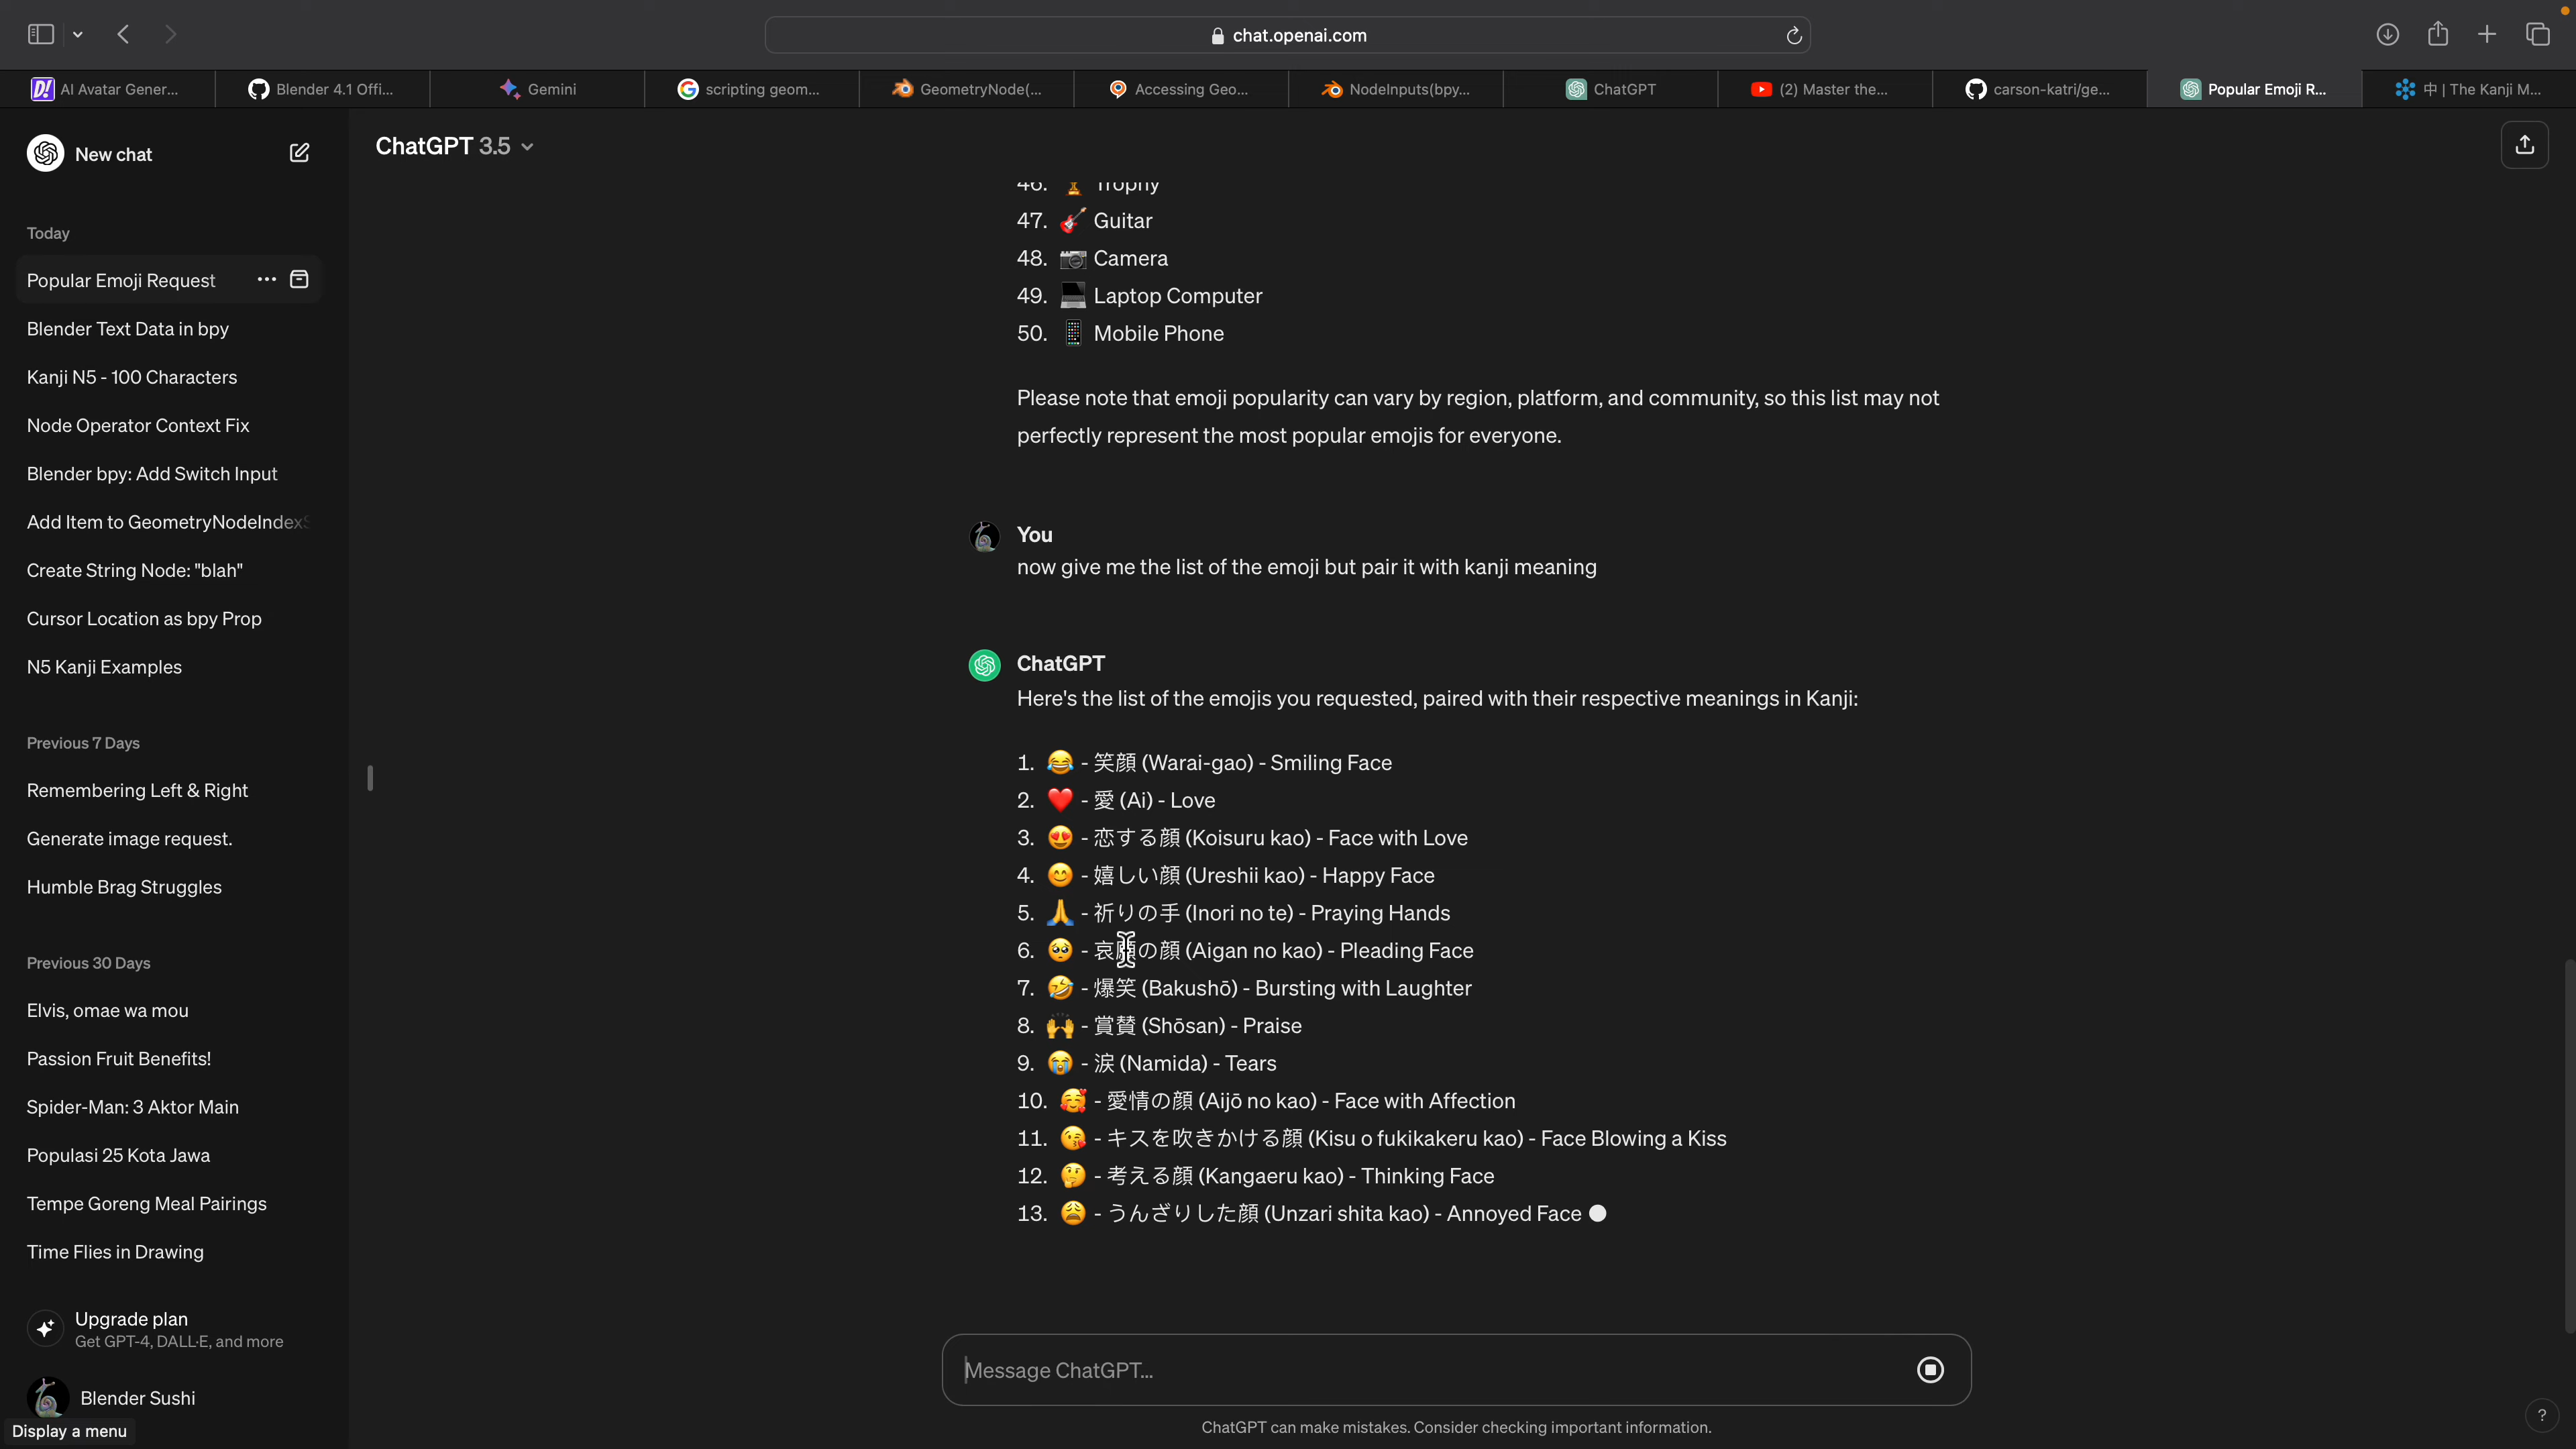 chat.openai.com
AI Avatar Gener...
Blender 4.1 Offi...
Gemini
scripting geom...
GeometryNode(...
Accessing Geo...
NodeInputs(bpy...
ChatGPT
(2) Master the...
carson-katri/ge...
Popular Emoji R...
中 | The Kanji M...
New chat
ChatGPT 3.5
Today
Popular Emoji Request
Blender Text Data in bpy
Kanji N5 - 100 Characters
Node Operator Context Fix
Blender bpy: Add Switch Input
Add Item to GeometryNodeIndexS
Create String Node: "blah"
Cursor Location as bpy Prop
N5 Kanji Examples
Previous 7 Days
Remembering Left & Right
Generate image request.
Humble Brag Struggles
Previous 30 Days
Elvis, omae wa mou
Passion Fruit Benefits!
Spider-Man: 3 Aktor Main
Populasi 25 Kota Jawa
Tempe Goreng Meal Pairings
Time Flies in Drawing
Upgrade plan
Get GPT-4, DALL·E, and more
Blender Sushi
Display a menu
46. 🏆 Trophy
47. 🎸 Guitar
48. 📷 Camera
49. 💻 Laptop Computer
50. 📱 Mobile Phone
Please note that emoji popularity can vary by region, platform, and community, so this list may not
perfectly represent the most popular emojis for everyone.
You
now give me the list of the emoji but pair it with kanji meaning
ChatGPT
Here's the list of the emojis you requested, paired with their respective meanings in Kanji:
1. 😂 - 笑顔 (Warai-gao) - Smiling Face
2. ❤️ - 愛 (Ai) - Love
3. 😍 - 恋する顔 (Koisuru kao) - Face with Love
4. 😊 - 嬉しい顔 (Ureshii kao) - Happy Face
5. 🙏 - 祈りの手 (Inori no te) - Praying Hands
6. 🥺 - 哀願の顔 (Aigan no kao) - Pleading Face
7. 🤣 - 爆笑 (Bakushō) - Bursting with Laughter
8. 🙌 - 賞賛 (Shōsan) - Praise
9. 😭 - 涙 (Namida) - Tears
10. 🥰 - 愛情の顔 (Aijō no kao) - Face with Affection
11. 😘 - キスを吹きかける顔 (Kisu o fukikakeru kao) - Face Blowing a Kiss
12. 🤔 - 考える顔 (Kangaeru kao) - Thinking Face
13. 😩 - うんざりした顔 (Unzari shita kao) - Annoyed Face
Message ChatGPT...
ChatGPT can make mistakes. Consider checking important information.
?